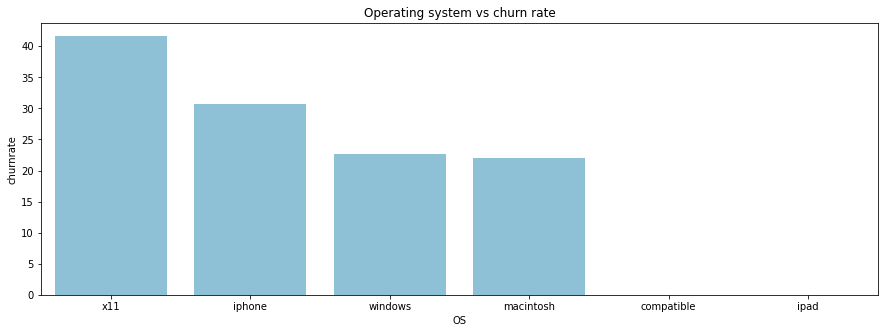 Operating system vs churn rate
churnrate
40
35
30
25
20
15
10
5
0
x11 iphone windows macintosh compatible ipad
OS